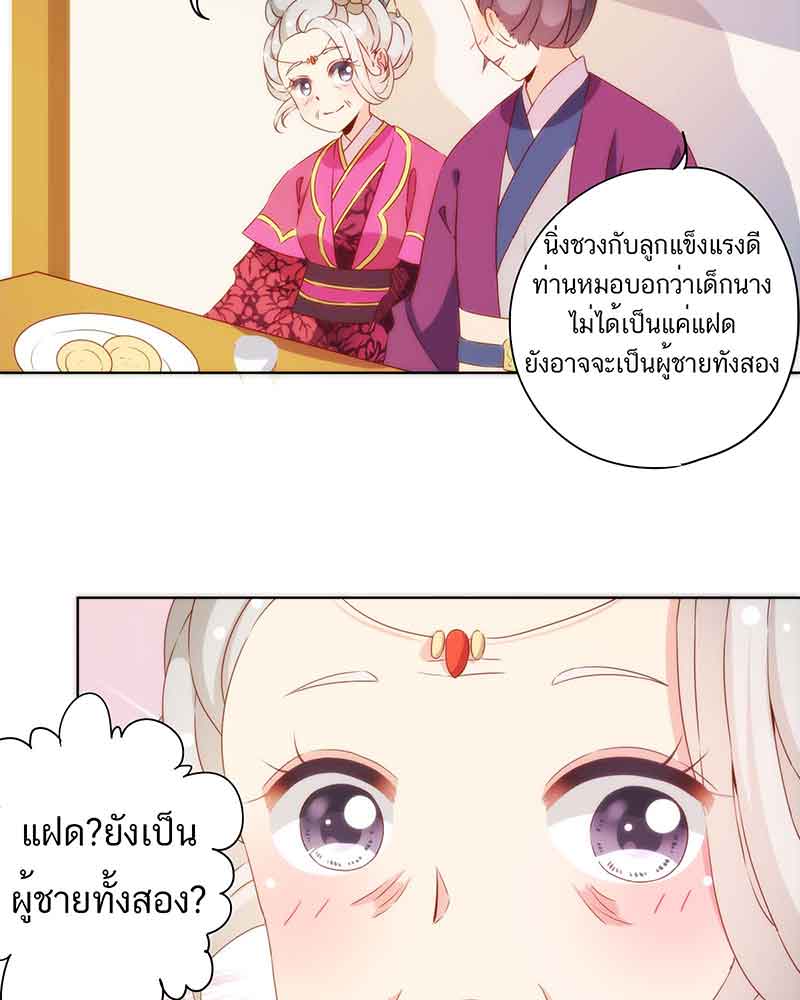 นิ่งชวงกับลูกแข็งแรงดี
ท่านหมอบอกว่าเด็กนาง
ไม่ได้เป็นแค่แฝด
ยังอาจจะเป็นผู้ชายทังสอง
แฝด?ยังเป็น
ผู้ชายทั้งสอง?